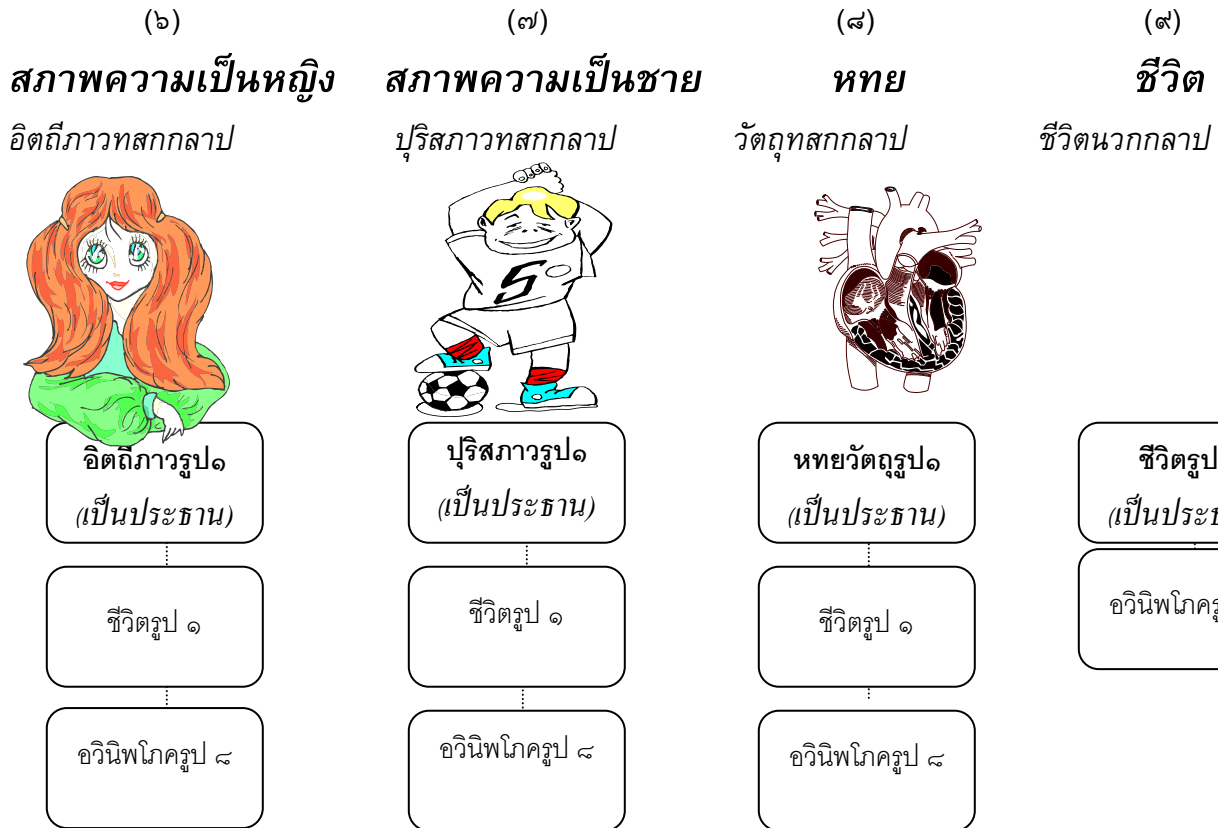 (๖)
สภาพความเป็นหญิง
อิตถีภาวทสกกลาป
อิตถีภาวรูป๑
(เป็นประธาน)
ชีวิตรูป ๑
อวินิพโภครูป ๘
(๗)
สภาพความเป็นชาย
ปุริสภาวทสกกลาป
5
ปุริสภาวรูป๑
(เป็นประธาน)
ชีวิตรูป ๑
อวินิพโภครูป ๘
(๘)
หทย
วัตถุทสกกลาป
หทยวัตถุรูป๑
(เป็นประธาน)
ชีวิตรูป ๑
อวินิพโภครูป ๘
(๙)
ชีวิต
ชีวิตนวกกลาป
ชีวิตรูป
(เป็นประ